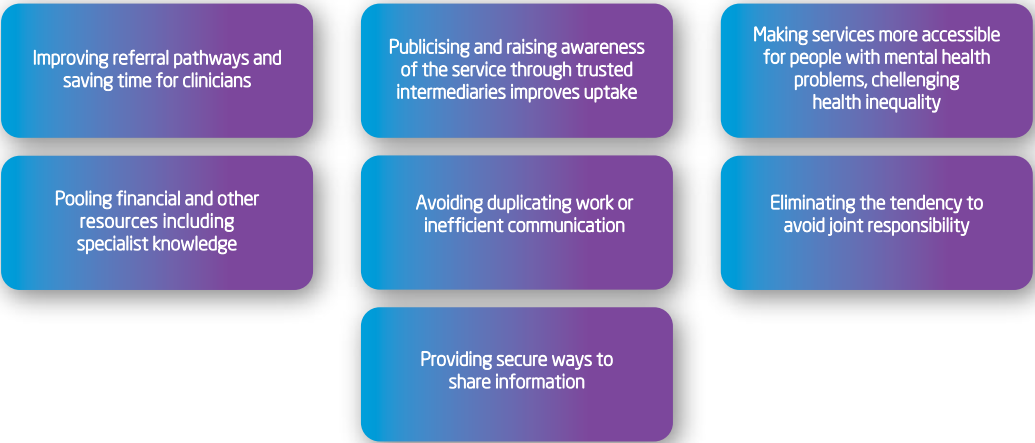 Improving referral pathways and
saving time for clinicians
Publicising and raising awareness
of the service through trusted
intermediaries improves uptake
Making services more accessible
for people with mental health
problems, chellenging
health inequality
Pooling financial and other
resources including
specialist knowledge
Avoiding duplicating work or
inefficient communication
Eliminating the tendency to
avoid joint responsibility
Providing secure ways to
share information